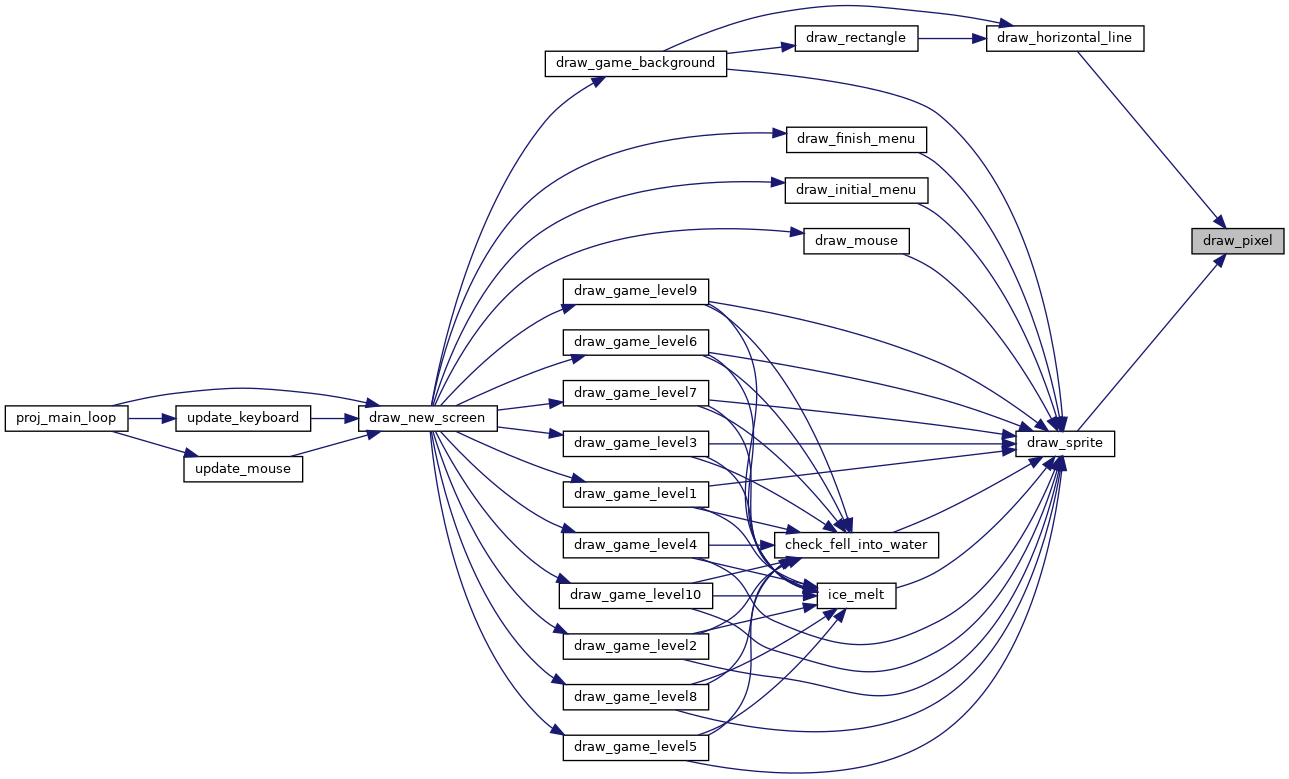 draw_rectangle
draw_horizontal_line
draw_game_background
draw_finish_menu
draw_initial_menu
draw_mouse
draw_pixel
draw_game_level9
draw_game_level6
draw_game_level7
proj_main_loop
update_keyboard
draw_new_screen
draw_game_level3
draw_sprite
update_mouse
draw_game_level1
draw_game_level4
check_fell_into_water
draw_game_level10
ice_melt
draw_game_level2
draw_game_level8
draw_game_level5